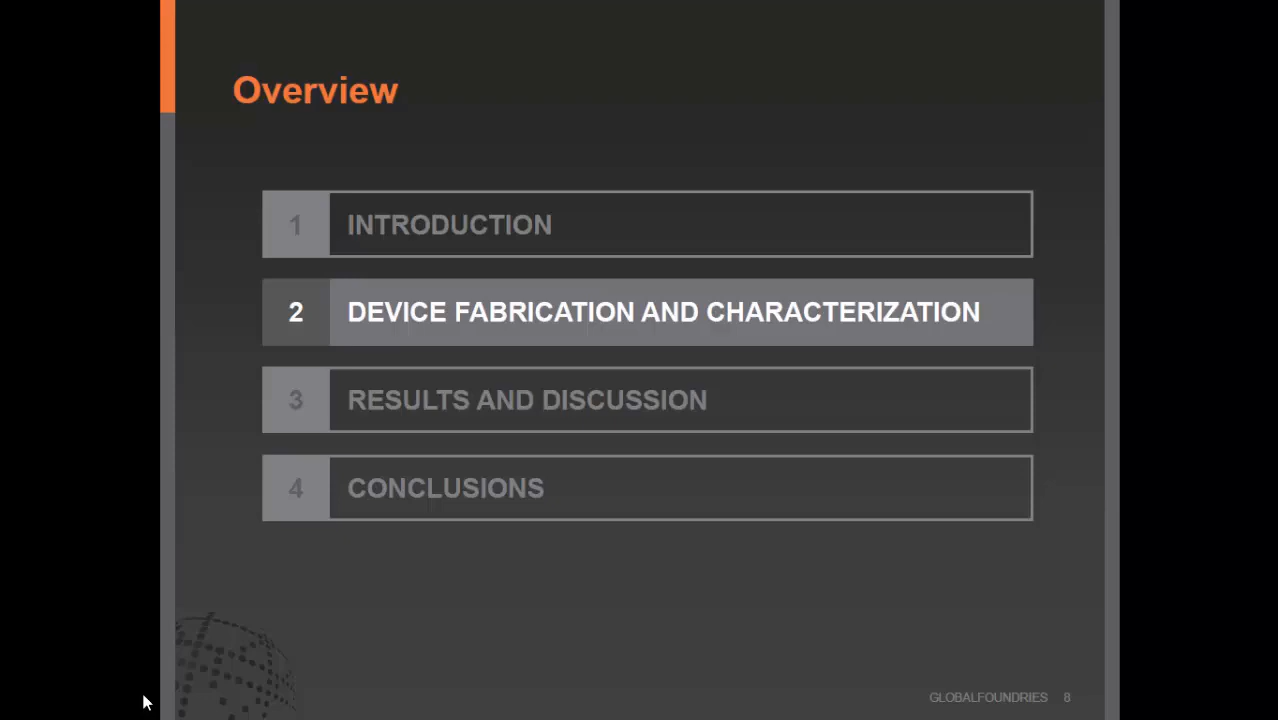 Overview
1 INTRODUCTION
2 DEVICE FABRICATION AND CHARACTERIZATION
3 RESULTS AND DISCUSSION
4 CONCLUSIONS
GLOBALFOUNDRIES 8